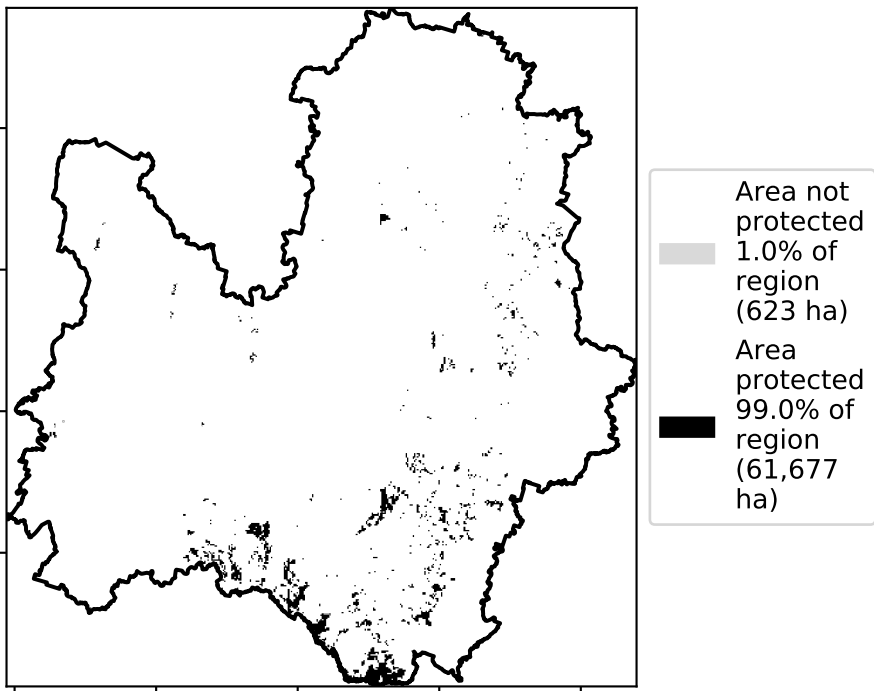 Area not
protected
1.0% of
region
(623 ha)
Area
protected
99.0% of
region
(61,677
ha)